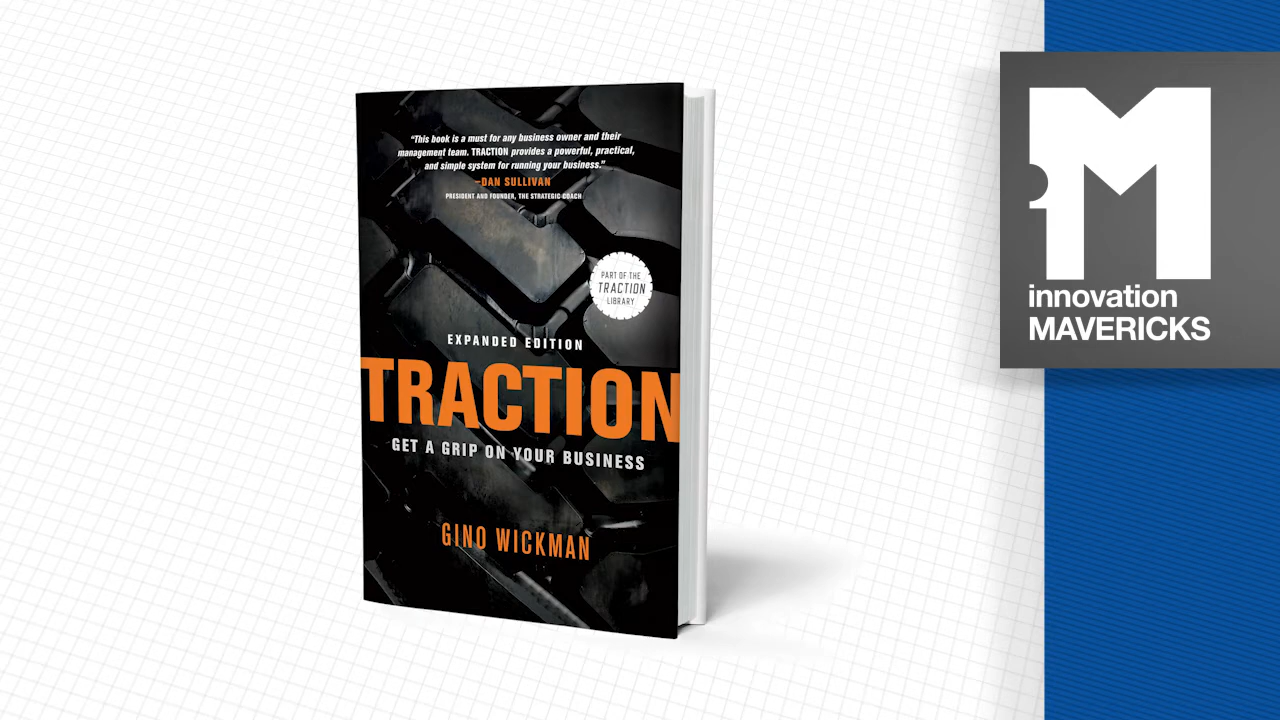 “This book is a must for any business owner and their
management team. TRACTION provides a powerful, practical,
and simple system for running your business.”
–DAN SULLIVAN
PRESIDENT AND FOUNDER, THE STRATEGIC COACH
PART OF THE
TRACTION
LIBRARY
EXPANDED EDITION
TRACTION
GET A GRIP ON YOUR BUSINESS
GINO WICKMAN
M
innovation
MAVERICKS